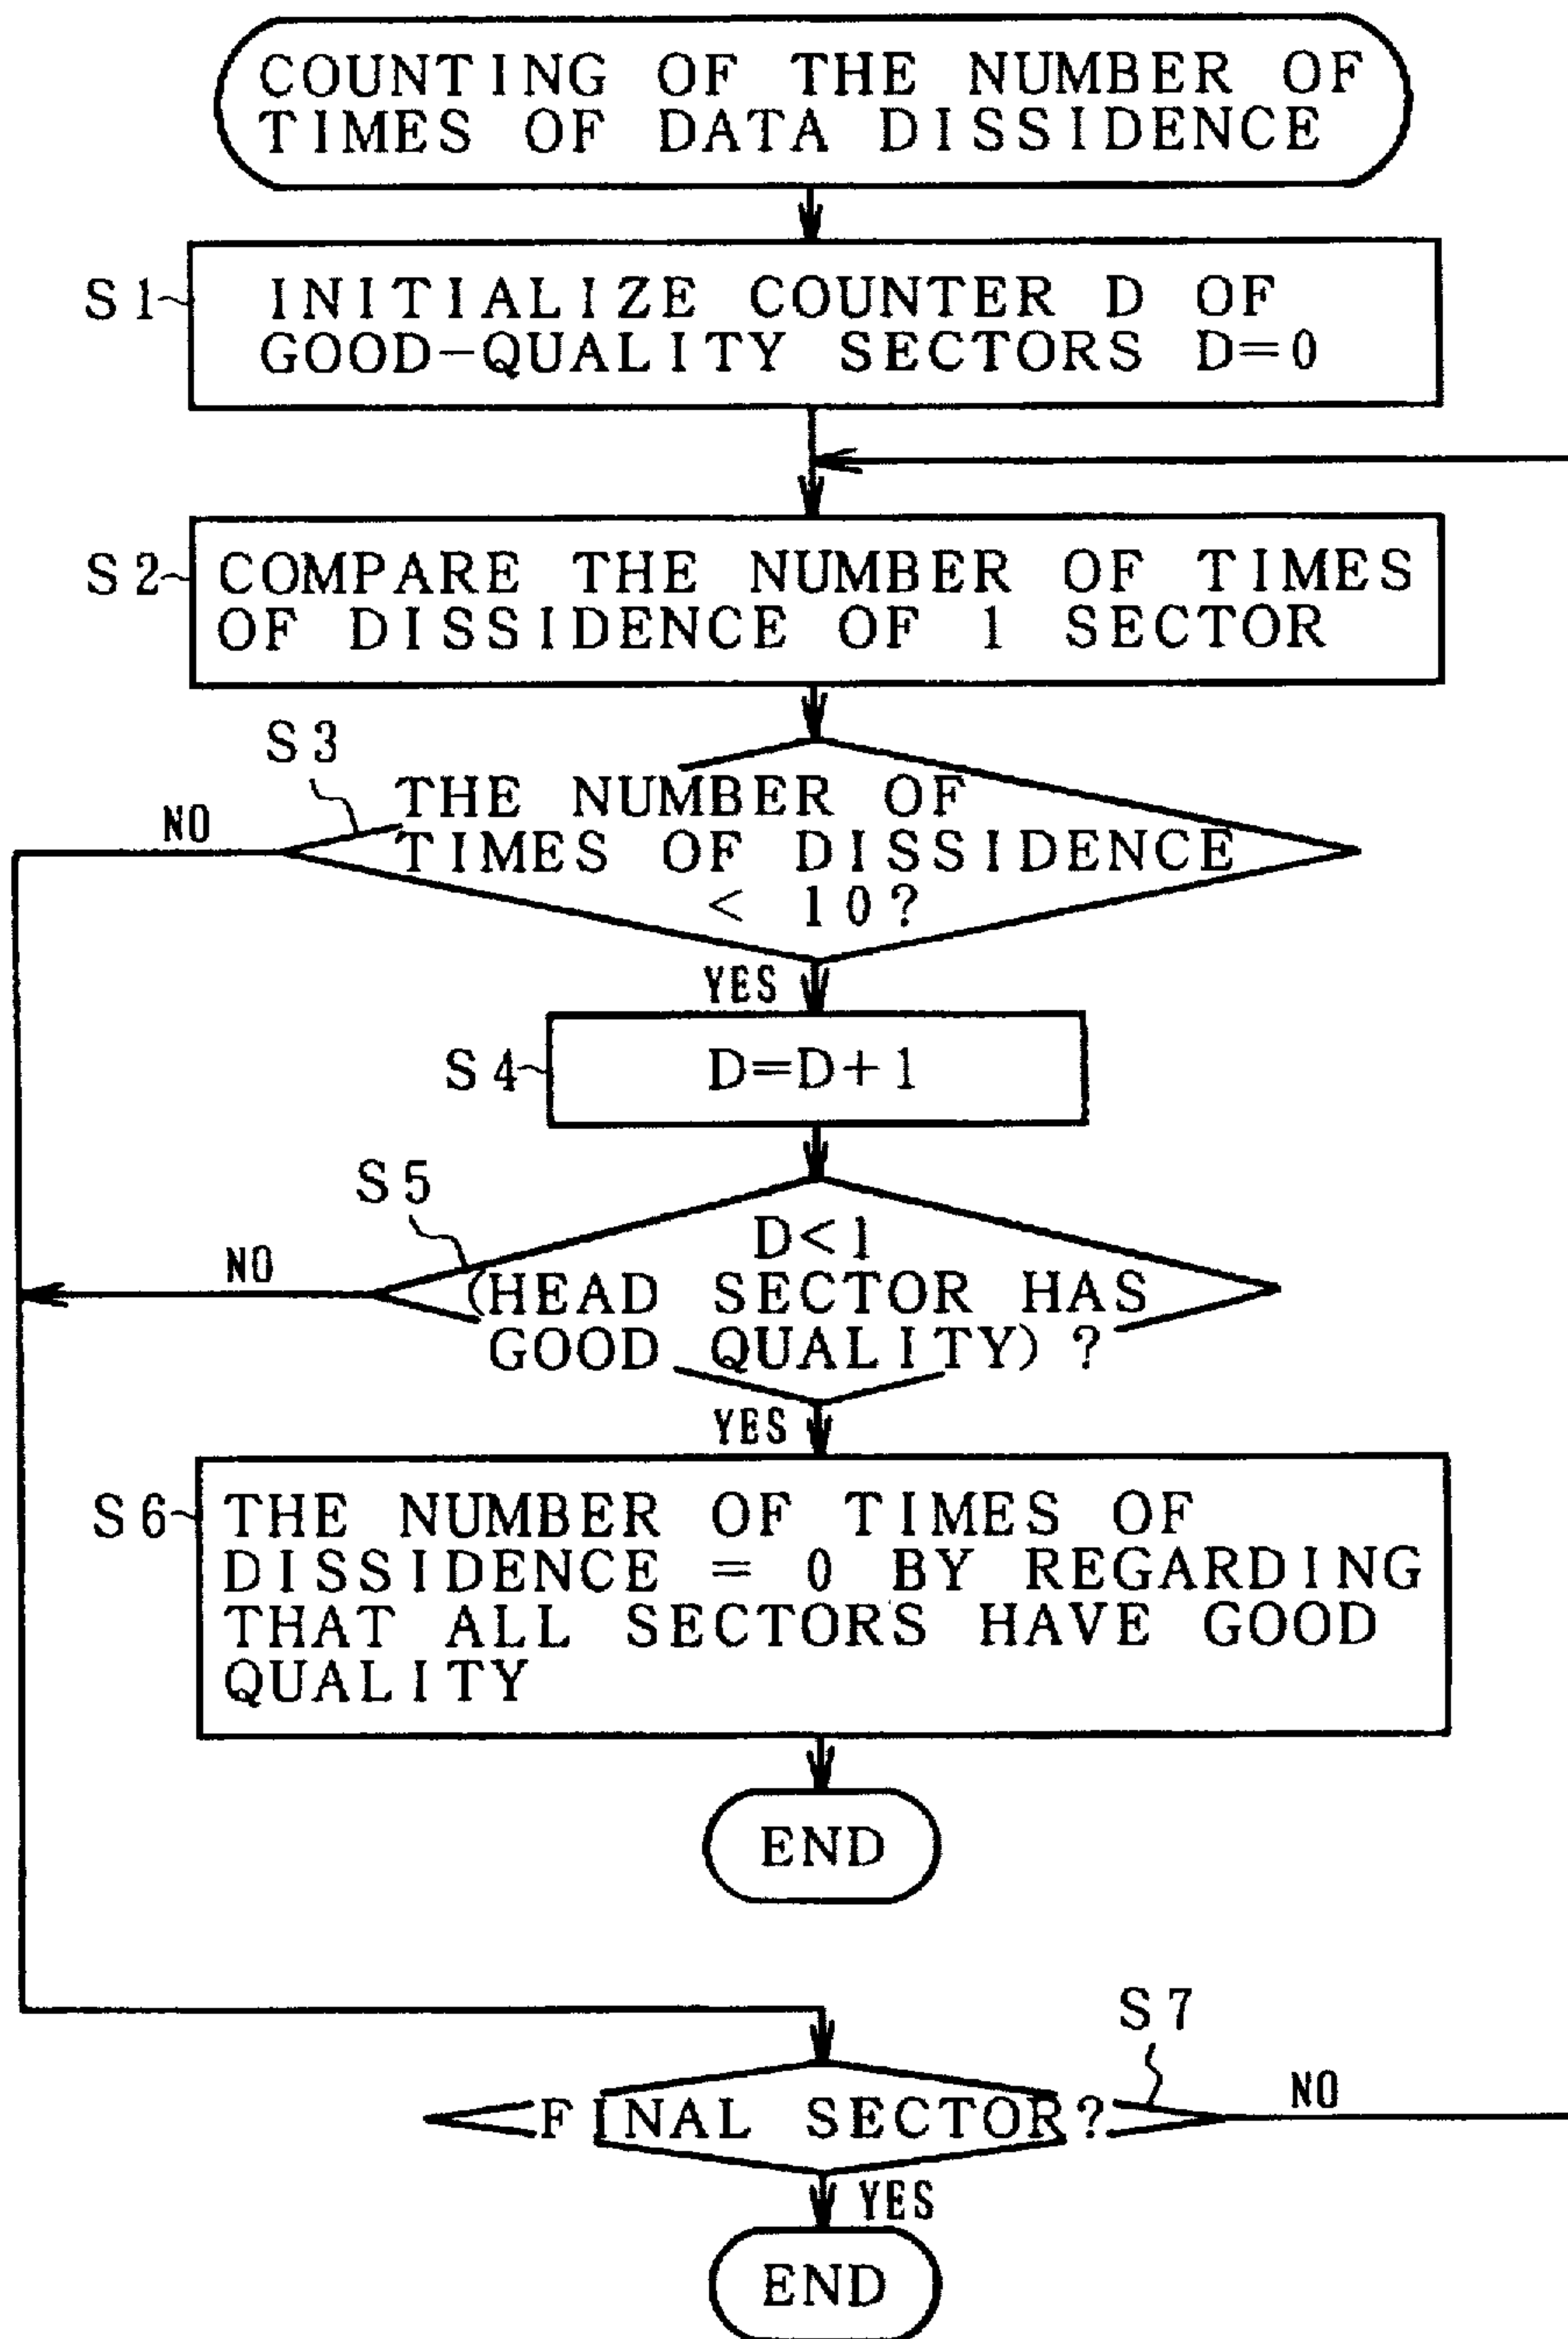 COUNTING OF THE NUMBER OF
TIMES OF DATA DISSIDENCE
S1
INITIALIZE COUNTER D OF
GOOD-QUALITY SECTORS D=0
S2
COMPARE THE NUMBER OF TIMES
OF DISSIDENCE OF 1 SECTOR
S3
NO
THE NUMBER OF
TIMES OF DISSIDENCE
< 10?
YES
S4
D=D+1
S5
NO
D<1
(HEAD SECTOR HAS
GOOD QUALITY)?
YES
S6
THE NUMBER OF TIMES OF
DISSIDENCE = 0 BY REGARDING
THAT ALL SECTORS HAVE GOOD
QUALITY
END
S7
FINAL SECTOR?
NO
YES
END